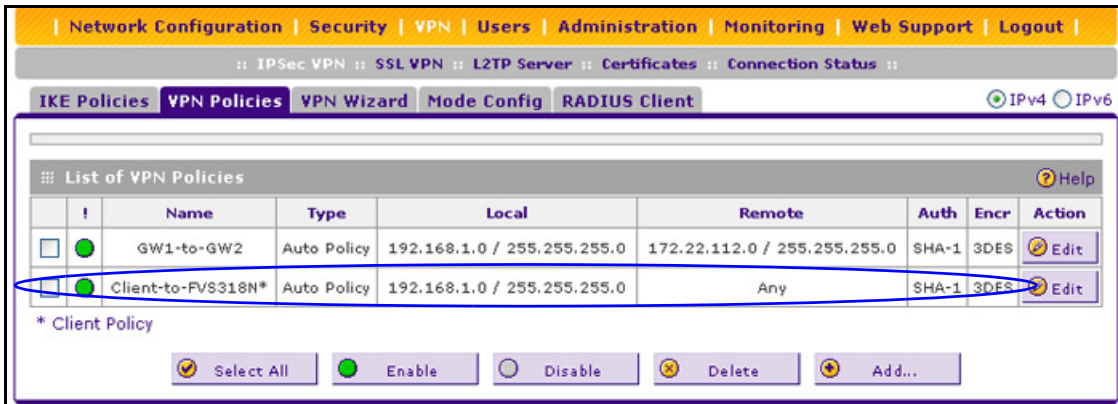 | Network Configuration | Security | VPN | Users | Administration | Monitoring | Web Support | Logout |
:: IPSec VPN :: SSL VPN :: L2TP Server :: Certificates :: Connection Status ::
IKE Policies VPN Policies VPN Wizard Mode Config RADIUS Client IPv4 IPv6
List of VPN Policies ? Help
! Name Type Local Remote Auth Encr Action
GW1-to-GW2 Auto Policy 192.168.1.0 / 255.255.255.0 172.22.112.0 / 255.255.255.0 SHA-1 3DES Edit
Client-to-FVS318N* Auto Policy 192.168.1.0 / 255.255.255.0 Any SHA-1 3DES Edit
* Client Policy
Select All Enable Disable Delete Add...